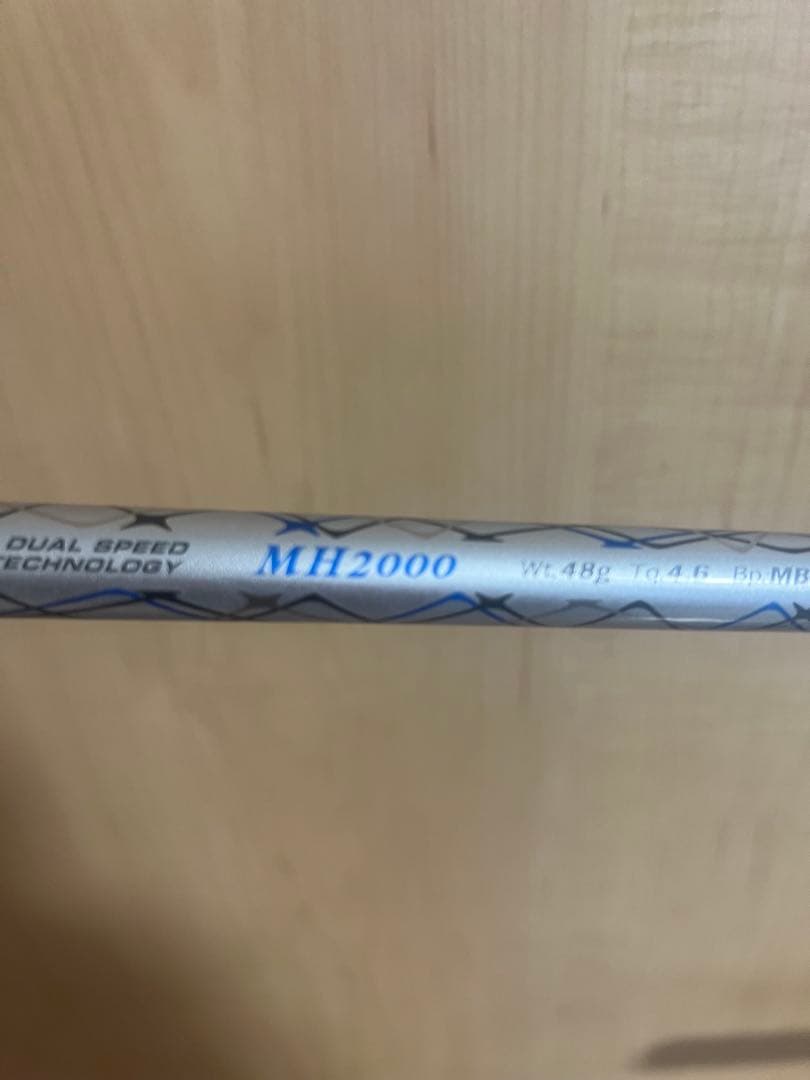 DUAL SPEED
TECHNOLOGY
MH2000
Wt.48g Tq.4.6 Bp.MB